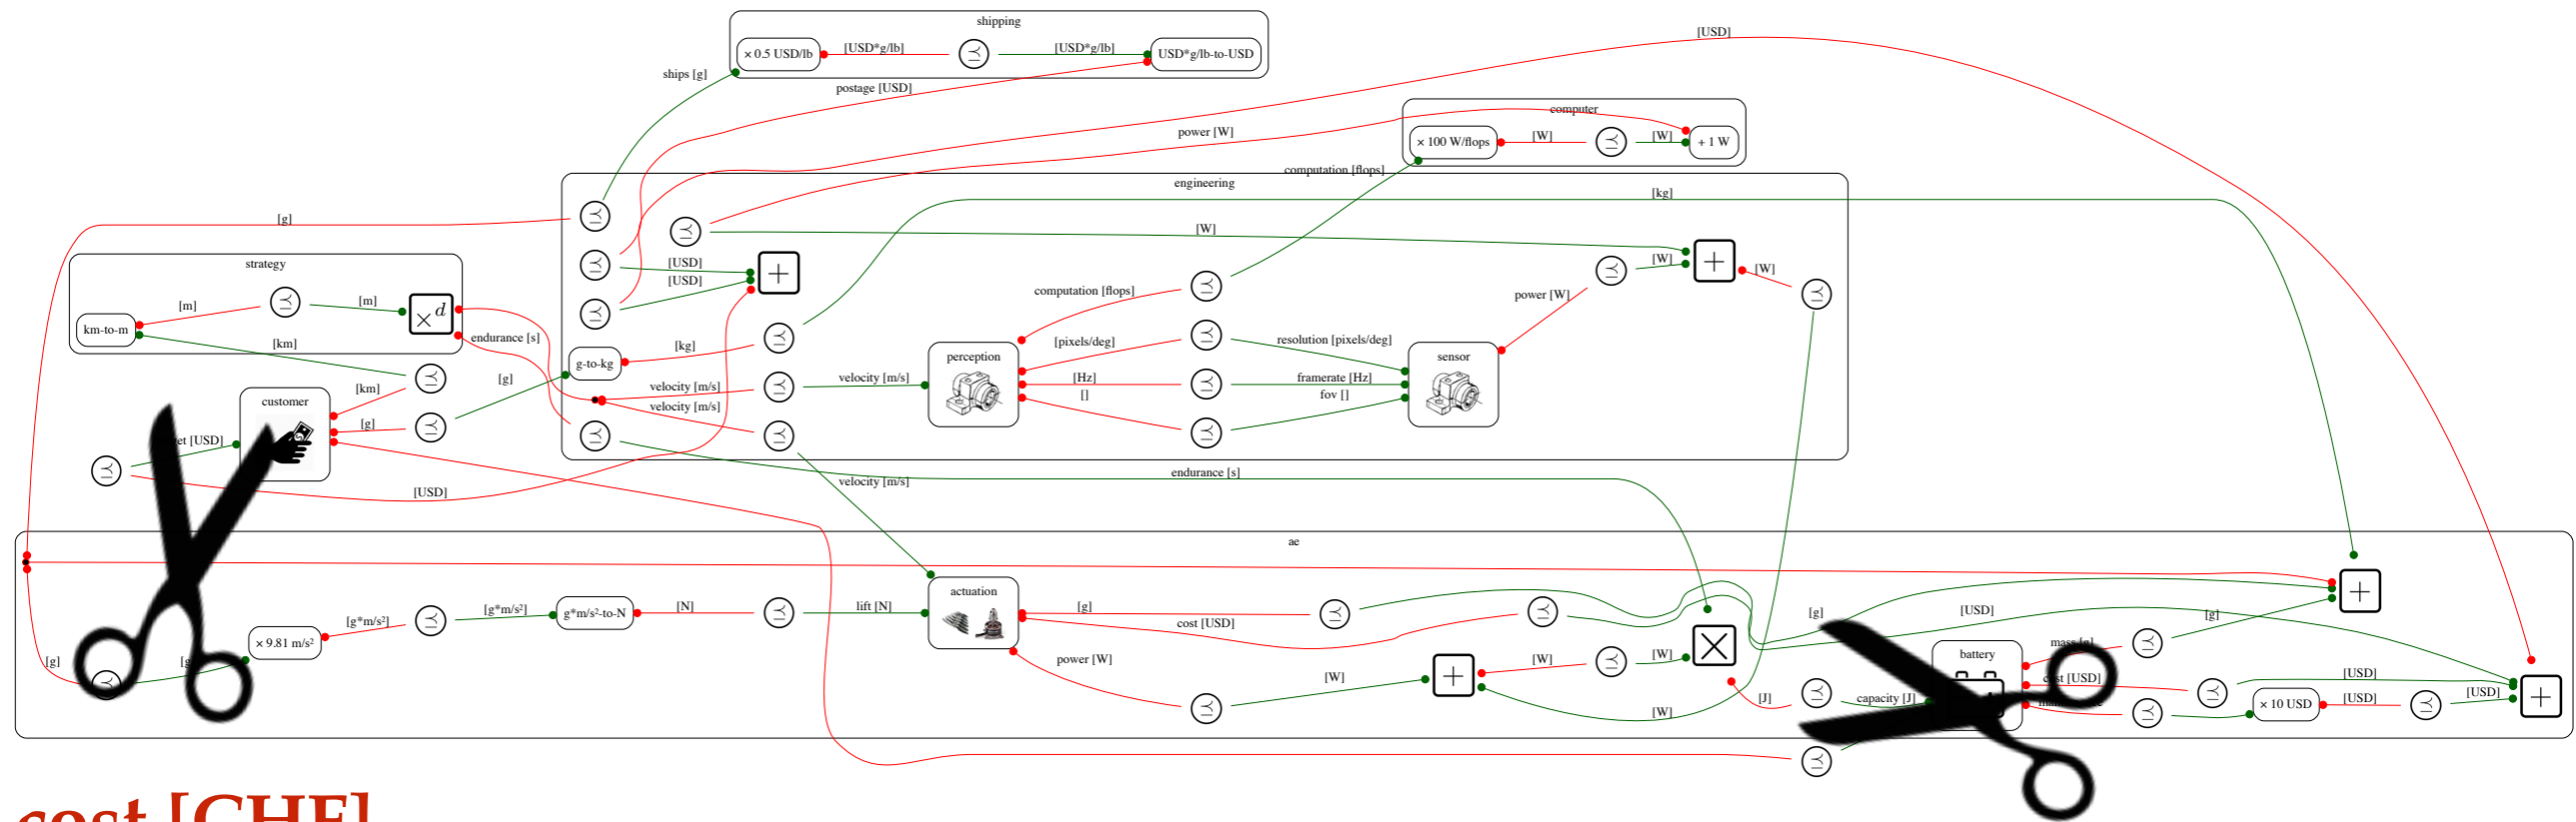 shipping
× 0.5 USD/lb
[USD*g/lb]
[USD*g/lb]
USD*g/lb-to-USD
ships [g]
postage [USD]
[USD]
computer
× 100 W/flops
[W]
[W]
+ 1 W
power [W]
computation [flops]
engineering
[kg]
[g]
[W]
strategy
[m]
[m]
× d
km-to-m
[km]
endurance [s]
[USD]
[USD]
+
[W]
+
[W]
computation [flops]
power [W]
g-to-kg
[kg]
[pixels/deg]
resolution [pixels/deg]
perception
sensor
velocity [m/s]
velocity [m/s]
velocity [m/s]
[Hz]
framerate [Hz]
[]
fov []
[km]
[g]
customer
[g]
[USD]
[USD]
endurance [s]
velocity [m/s]
ae
+
actuation
[g]
cost [USD]
power [W]
lift [N]
[N]
g*m/s²-to-N
[g*m/s²]
[g*m/s²]
× 9.81 m/s²
[g]
[W]
+
[W]
[W]
×
[W]
[J]
capacity [J]
battery
[g]
[USD]
[g]
[USD]
× 10 USD
[USD]
[USD]
+
cost [CHF]